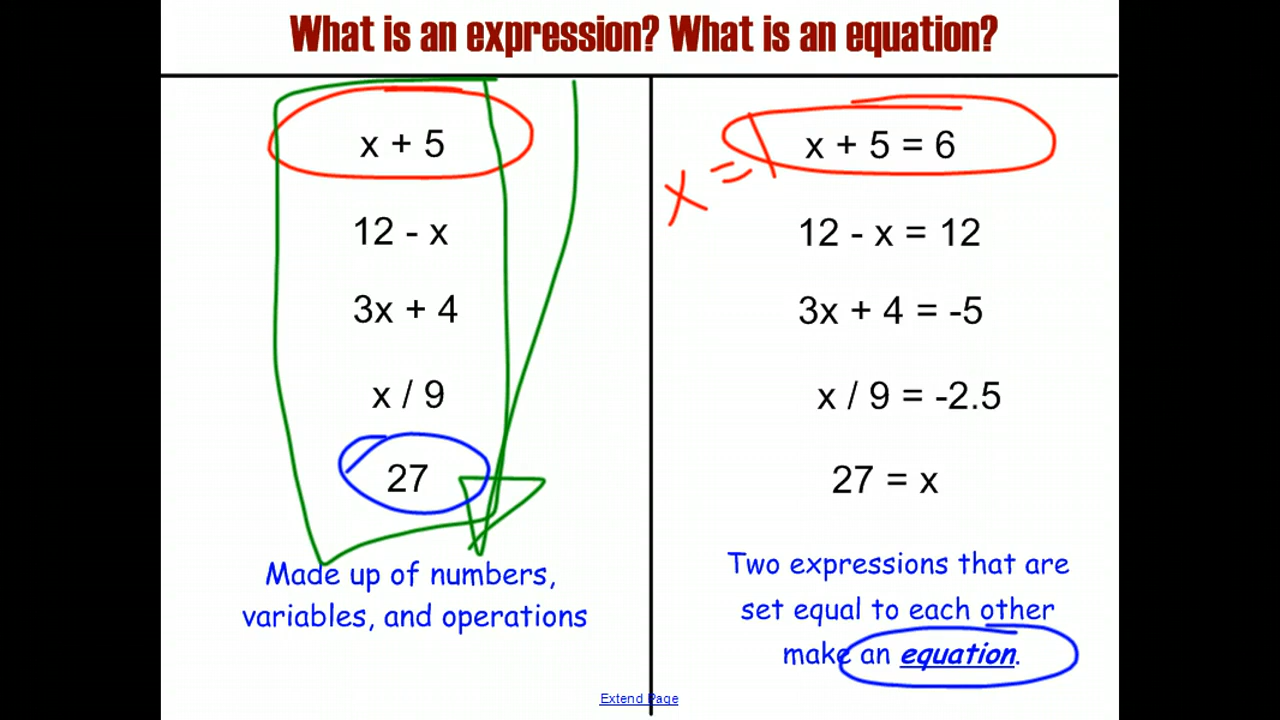 What is an expression? What is an equation?
x + 5
12 - x
3x + 4
x / 9
27
Made up of numbers,
variables, and operations
x + 5 = 6
x = 1
12 - x = 12
3x + 4 = -5
x / 9 = -2.5
27 = x
Two expressions that are
set equal to each other
make an equation.
Extend Page